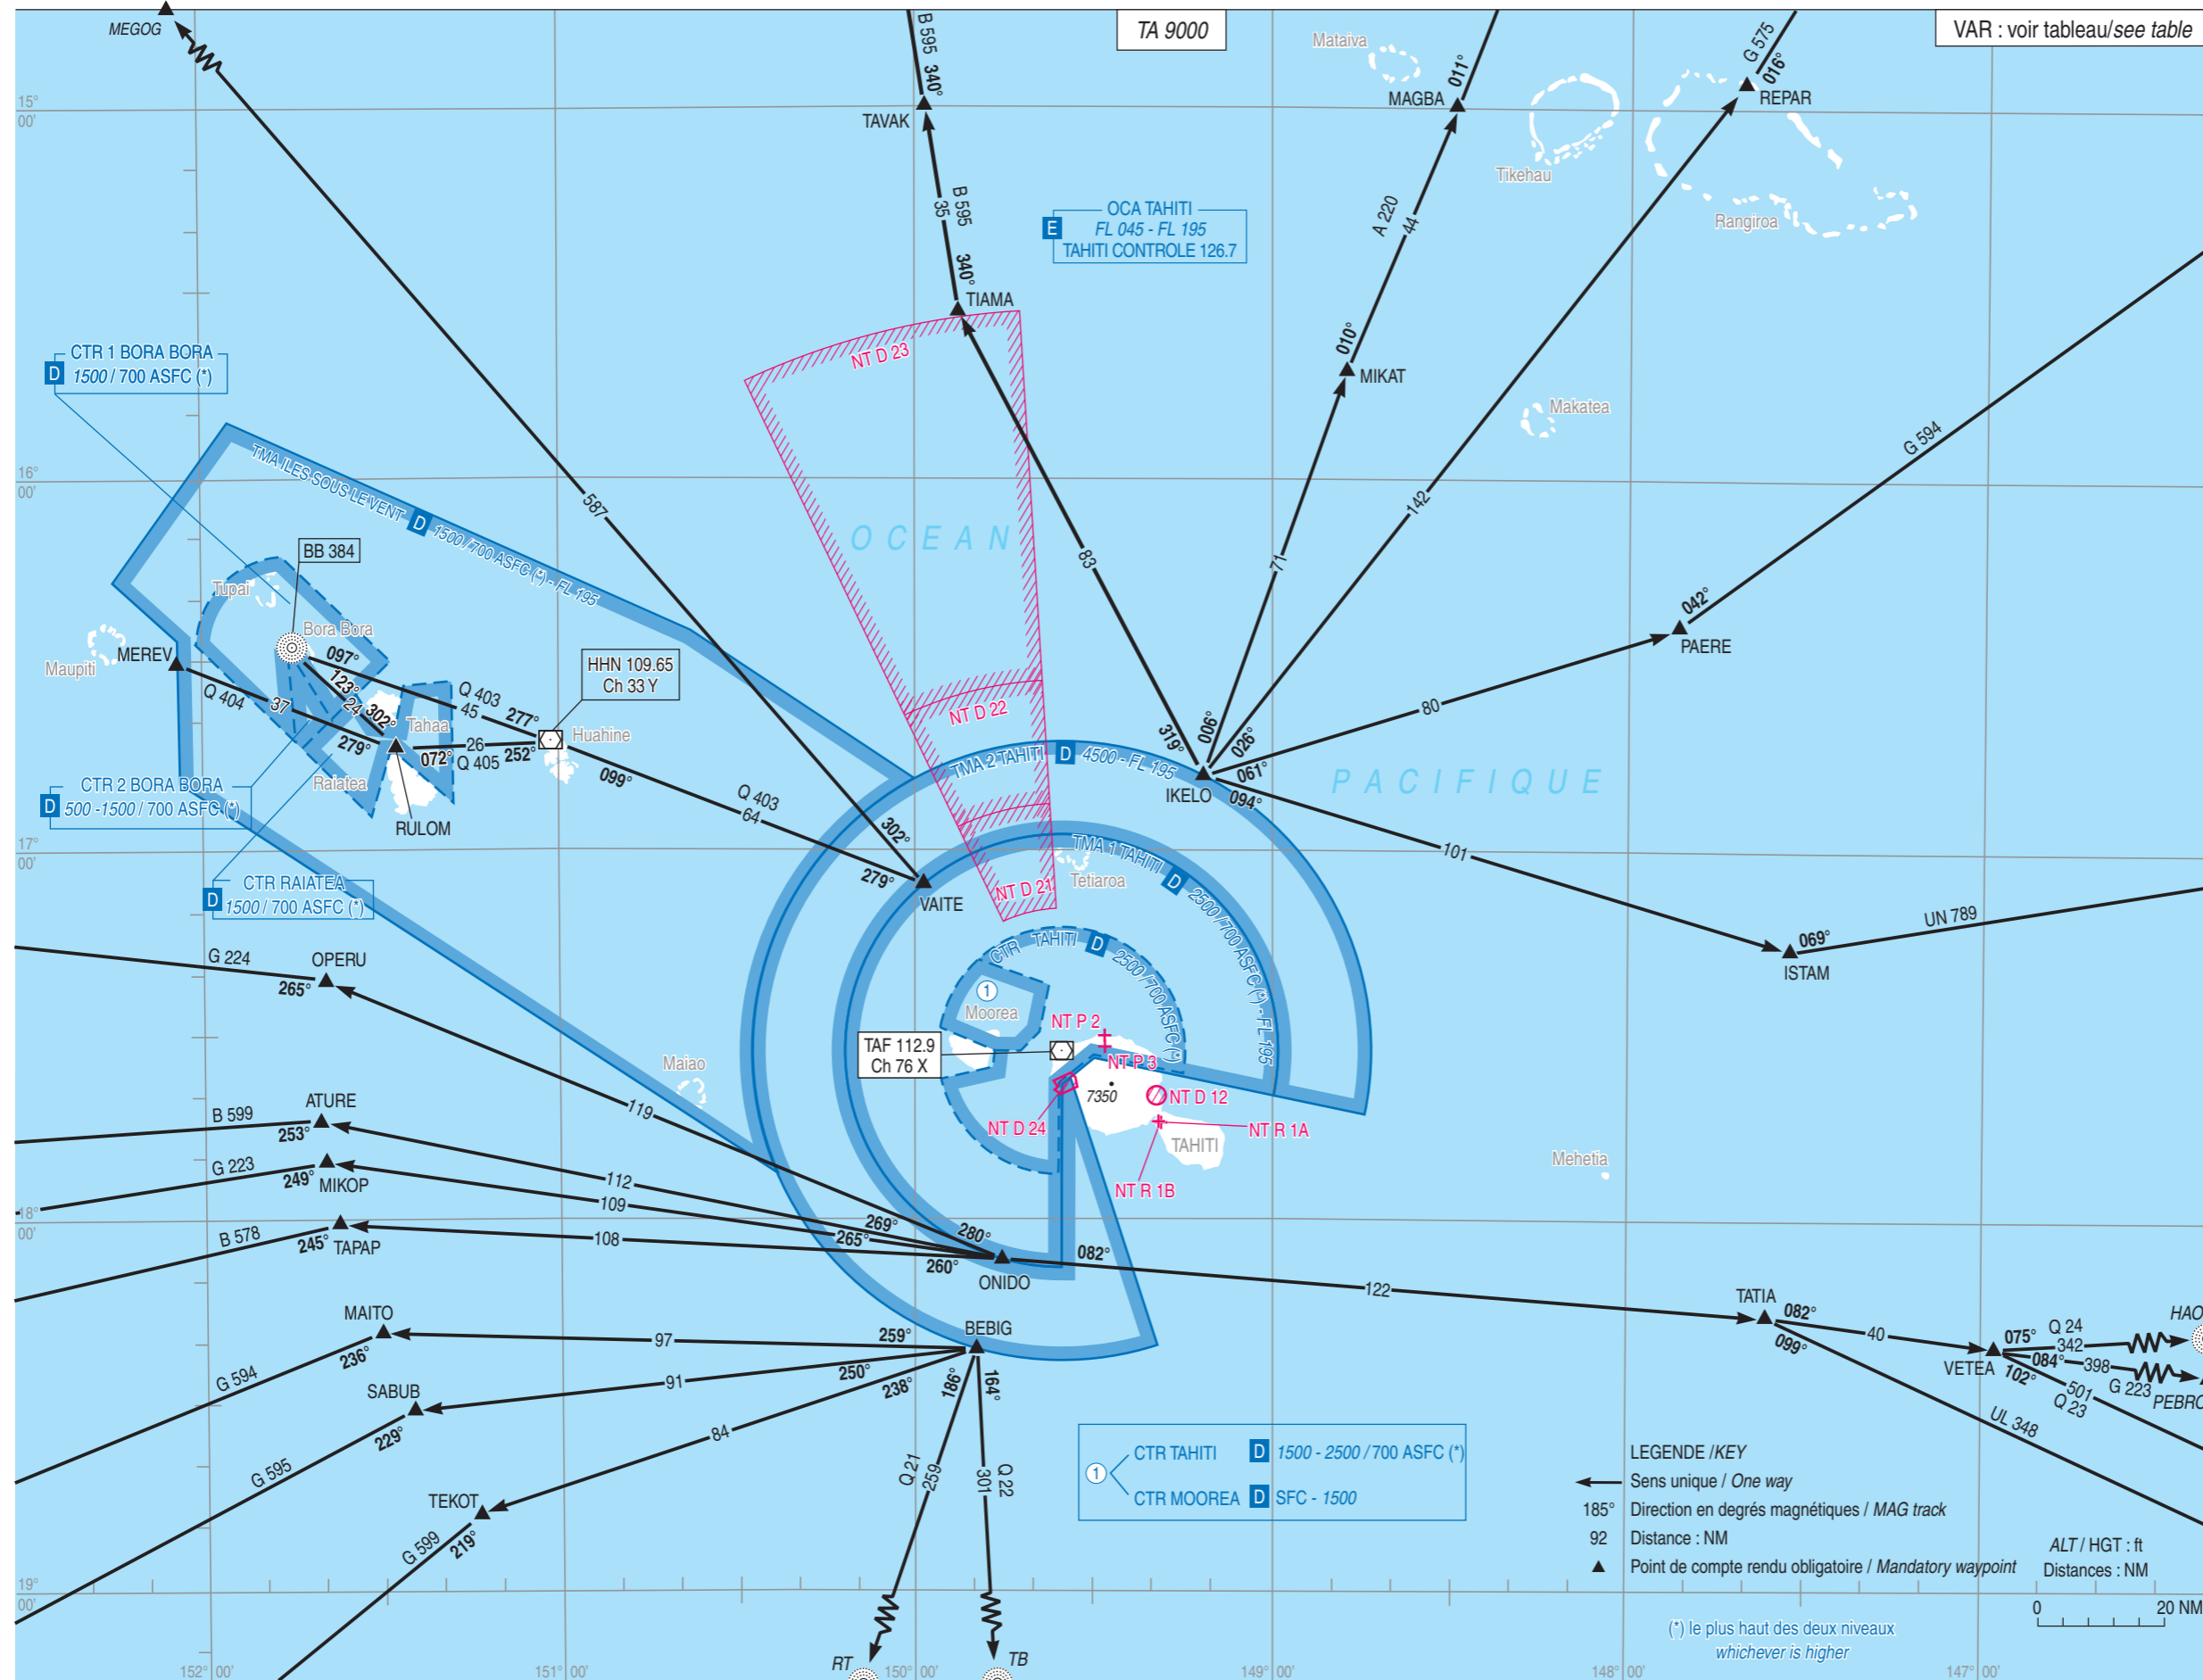 MEGOG
B 595
340°
TA 9000
Mataiva
011°
G 575
016°
VAR : voir tableau/see table
15°
00'
TAVAK
MAGBA
REPAR
Tikehau
Rangiroa
35
B 595
OCA TAHITI
E
FL 045 - FL 195
TAHITI CONTROLE 126.7
A 220
44
340°
TIAMA
NT D 23
010°
MIKAT
CTR 1 BORA BORA
D
1500 / 700 ASFC (*)
Makatea
G 594
TMA ILES SOUS LE VENT
D
1500 / 700 ASFC (*) - FL 195
16°
00'
587
OCEAN
83
71
142
BB 384
Tupai
Bora Bora
Maupiti
MEREV
097°
123°
24
302°
Q 404
37
279°
Tahaa
Q 403
45
277°
HHN 109.65
Ch 33 Y
Huahine
072°
26
Q 405
252°
099°
Raiatea
RULOM
Q 403
64
NT D 22
042°
PAERE
80
319°
006°
026°
061°
094°
IKELO
PACIFIQUE
TMA 2 TAHITI
D
4500 - FL 195
CTR 2 BORA BORA
D
500 -1500 / 700 ASFC (*)
302°
279°
VAITE
CTR RAIATEA
D
1500 / 700 ASFC (*)
17°
00'
TMA 1 TAHITI
D
2500 / 700 ASFC (*) - FL 195
Tetiaroa
NT D 21
101
UN 789
069°
ISTAM
G 224
OPERU
265°
CTR TAHITI
D
2500 / 700 ASFC (*)
1
Moorea
NT P 2
TAF 112.9
Ch 76 X
NT P 3
7350
NT D 12
NT D 24
TAHITI
NT R 1A
NT R 1B
Maiao
Mehetia
119
B 599
ATURE
253°
G 223
249°
MIKOP
112
109
18°
00'
B 578
245°
TAPAP
108
269°
265°
280°
260°
ONIDO
082°
122
TATIA
082°
099°
40
VETEA
075°
Q 24
342
HAO
084°
398
G 223
PEBRO
102°
501
Q 23
UL 348
MAITO
236°
97
259°
BEBIG
G 594
SABUB
229°
91
250°
238°
186°
164°
G 595
84
TEKOT
G 599
219°
Q 21
259
Q 22
301
1
CTR TAHITI D 1500 - 2500 / 700 ASFC (*)
CTR MOOREA D SFC - 1500
LEGENDE /KEY
Sens unique / One way
185° Direction en degrés magnétiques / MAG track
92 Distance : NM
Point de compte rendu obligatoire / Mandatory waypoint
ALT / HGT : ft
Distances : NM
0 20 NM
19°
00'
(*) le plus haut des deux niveaux
whichever is higher
RT
TB
152° 00'
151° 00'
150° 00'
149° 00'
148° 00'
147° 00'